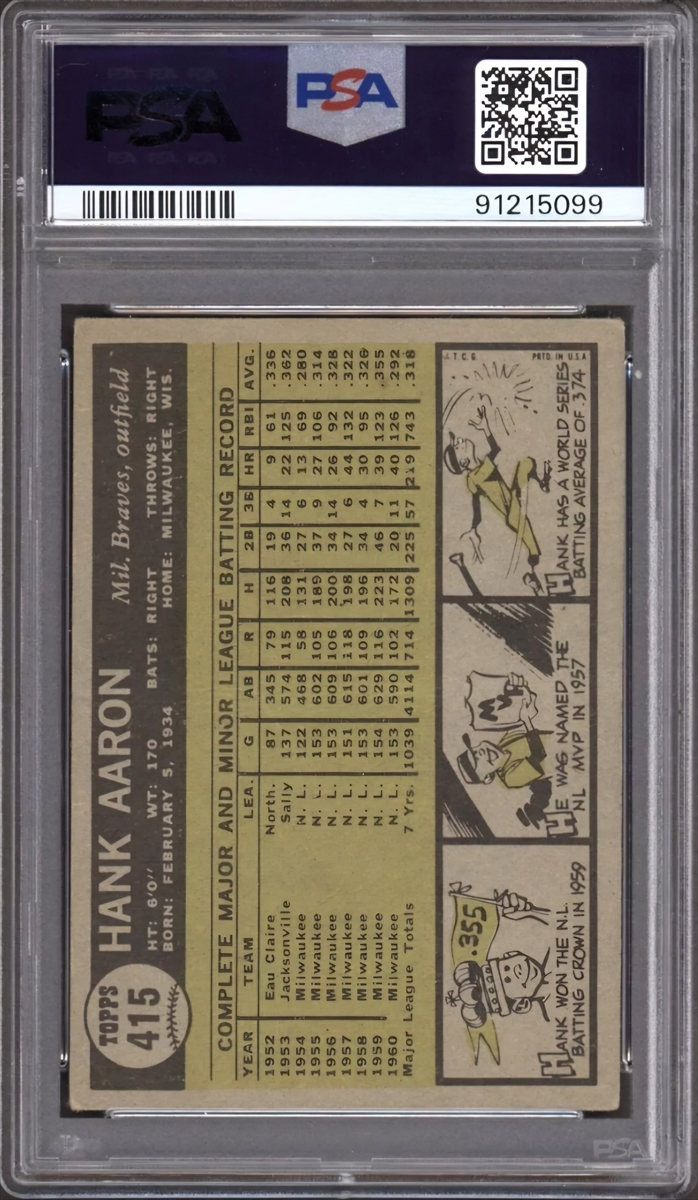 PSA
PSA
91215099
TOPPS
415
HANK AARON Mil. Braves, outfield
HT: 6'0" WT: 170 BATS: RIGHT THROWS: RIGHT
BORN: FEBRUARY 5, 1934 HOME: MILWAUKEE, WIS.
COMPLETE MAJOR AND MINOR LEAGUE BATTING RECORD
YEAR TEAM LEA. G AB R H 2B 3B HR RBI AVG.
1952 Eau Claire North. 87 345 79 116 19 4 9 61 .336
1953 Jacksonville Sally 137 574 115 208 36 14 22 125 .362
1954 Milwaukee N. L. 122 468 58 131 27 6 13 69 .280
1955 Milwaukee N. L. 153 602 105 189 37 9 27 106 .314
1956 Milwaukee N. L. 153 609 106 200 34 14 26 92 .328
1957 Milwaukee N. L. 151 615 118 198 27 6 44 132 .322
1958 Milwaukee N. L. 153 601 109 196 34 4 30 95 .326
1959 Milwaukee N. L. 154 629 116 223 46 7 39 123 .355
1960 Milwaukee N. L. 153 590 102 172 20 11 40 126 .292
Major League Totals 7 Yrs. 1039 4114 714 1309 225 57 219 743 .318
.355
HANK WON THE N.L.
BATTING CROWN IN 1959
HE WAS NAMED THE
NL MVP IN 1957
T.C.G. PRTD. IN U.S.A.
HANK HAS A WORLD SERIES
BATTING AVERAGE OF .374
PSA